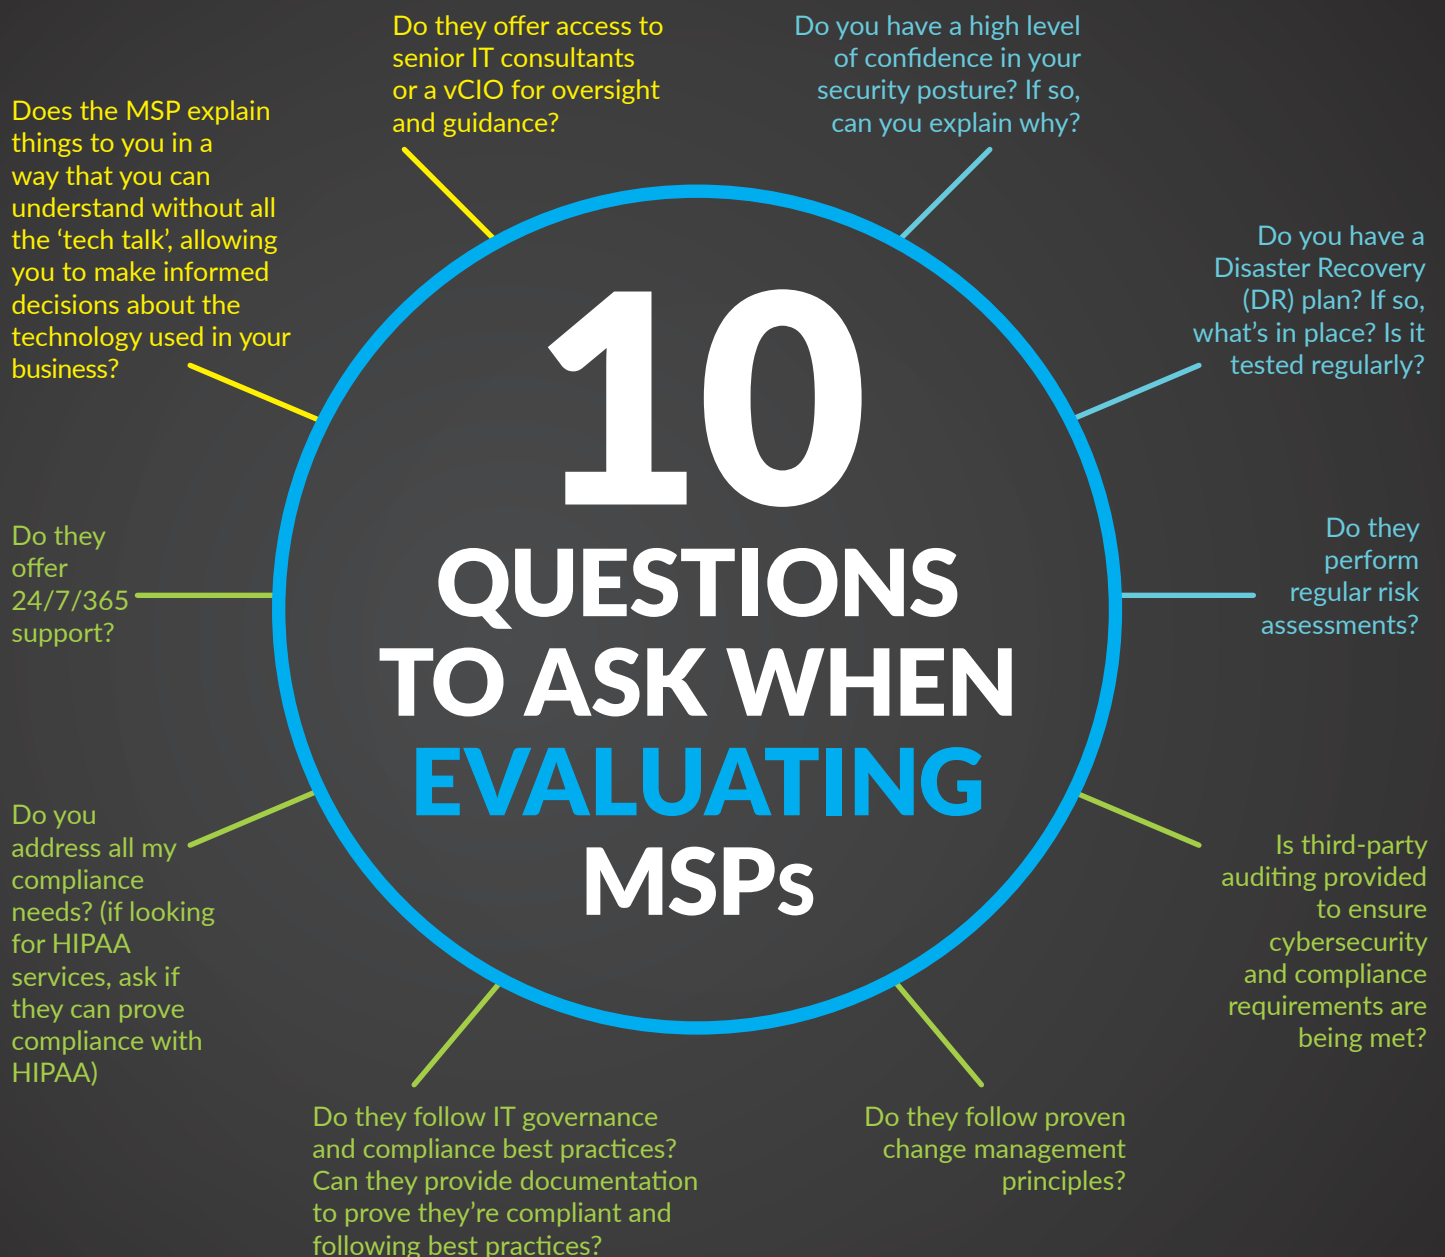 Do they offer access to
senior IT consultants
or a vCIO for oversight
and guidance?
Do you have a high level
of confidence in your
security posture? If so,
can you explain why?
Does the MSP explain
things to you in a
way that you can
understand without all
the ‘tech talk’, allowing
you to make informed
decisions about the
technology used in your
business?
Do you have a
Disaster Recovery
(DR) plan? If so,
what’s in place? Is it
tested regularly?
10
QUESTIONS
TO ASK WHEN
EVALUATING
MSPs
Do they
offer
24/7/365
support?
Do they
perform
regular risk
assessments?
Do you
address all my
compliance
needs? (if looking
for HIPAA
services, ask if
they can prove
compliance with
HIPAA)
Is third-party
auditing provided
to ensure
cybersecurity
and compliance
requirements are
being met?
Do they follow IT governance
and compliance best practices?
Can they provide documentation
to prove they’re compliant and
following best practices?
Do they follow proven
change management
principles?